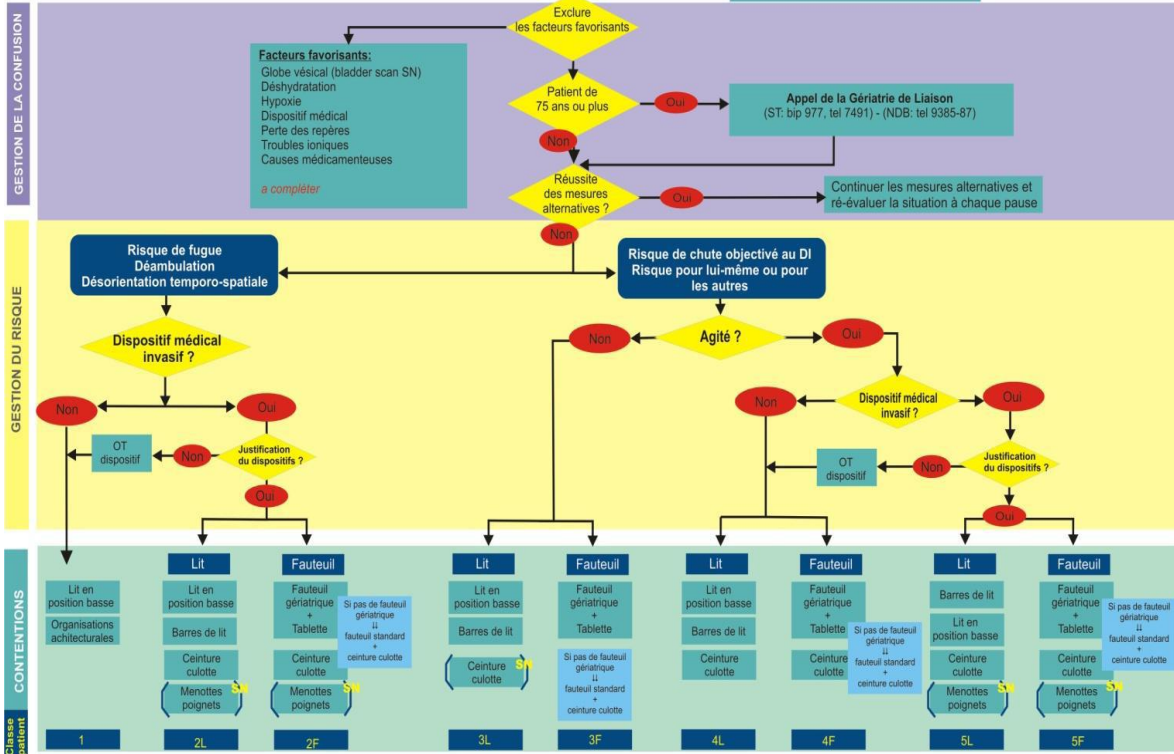 GESTION DE LA CONFUSION
Exclure
les facteurs favorisants
Facteurs favorisants:
Globe vésical (bladder scan SN)
Déshydratation
Hypoxie
Dispositif médical
Perte des repères
Troubles ioniques
Causes médicamenteuses
a complèter
Patient de
75 ans ou plus
Oui
Appel de la Gériatrie de Liaison
(ST: bip 977, tel 7491) - (NDB: tel 9385-87)
Non
Réussite
des mesures
alternatives ?
Oui
Continuer les mesures alternatives et
ré-évaluer la situation à chaque pause
Non
GESTION DU RISQUE
Risque de fugue
Déambulation
Désorientation temporo-spatiale
Risque de chute objectivé au DI
Risque pour lui-même ou pour
les autres
Dispositif médical
invasif ?
Non
Oui
OT
dispositif
Non
Justification
du dispositifs ?
Oui
Non
Agité ?
Oui
Non
Dispositif médical
invasif ?
Oui
OT
dispositif
Non
Justification
du dispositifs ?
Oui
CONTENTIONS
Lit en
position basse
Organisations
achitecturales
Lit
Lit en
position basse
Barres de lit
Ceinture
culotte
Menottes
poignets
SN
Fauteuil
Fauteuil
gériatrique
+
Tablette
Si pas de fauteuil
gériatrique
⇊
fauteuil standard
+
ceinture culotte
Ceinture
culotte
Menottes
poignets
SN
Lit
Lit en
position basse
Barres de lit
Ceinture
culotte
SN
Fauteuil
Fauteuil
gériatrique
+
Tablette
Si pas de fauteuil
gériatrique
⇊
fauteuil standard
+
ceinture culotte
Lit
Lit en
position basse
Barres de lit
Ceinture
culotte
Fauteuil
Fauteuil
gériatrique
+
Tablette
Si pas de fauteuil
gériatrique
⇊
fauteuil standard
+
ceinture culotte
Ceinture
culotte
Lit
Barres de lit
Lit en
position basse
Ceinture
culotte
Menottes
poignets
SN
Fauteuil
Fauteuil
gériatrique
+
Tablette
Si pas de fauteuil
gériatrique
⇊
fauteuil standard
+
ceinture culotte
Ceinture
culotte
Menottes
poignets
SN
Classe
patient
1
2L
2F
3L
3F
4L
4F
5L
5F